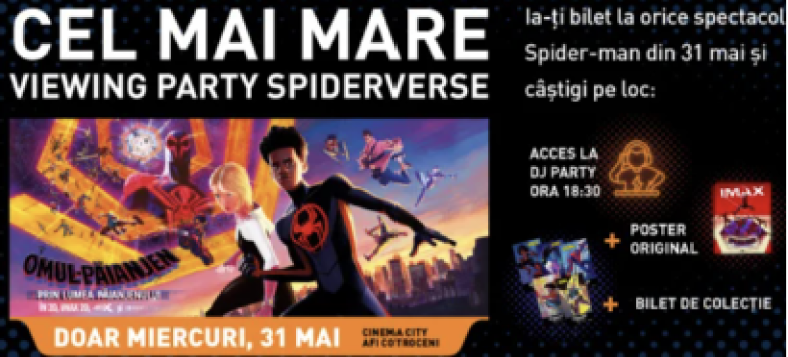 CEL MAI MARE
VIEWING PARTY SPIDERVERSE
OMUL-PĂIANJEN
PRIN LUMEA PĂIANJENULUI
DOAR MIERCURI, 31 MAI
CINEMA CITY
AFI COTROCENI
Ia-ți bilet la orice spectacol
Spider-man din 31 mai și
câștigi pe loc:
ACCES LA
DJ PARTY
ORA 18:30
IMAX
+ POSTER
ORIGINAL
+ BILET DE COLECȚIE